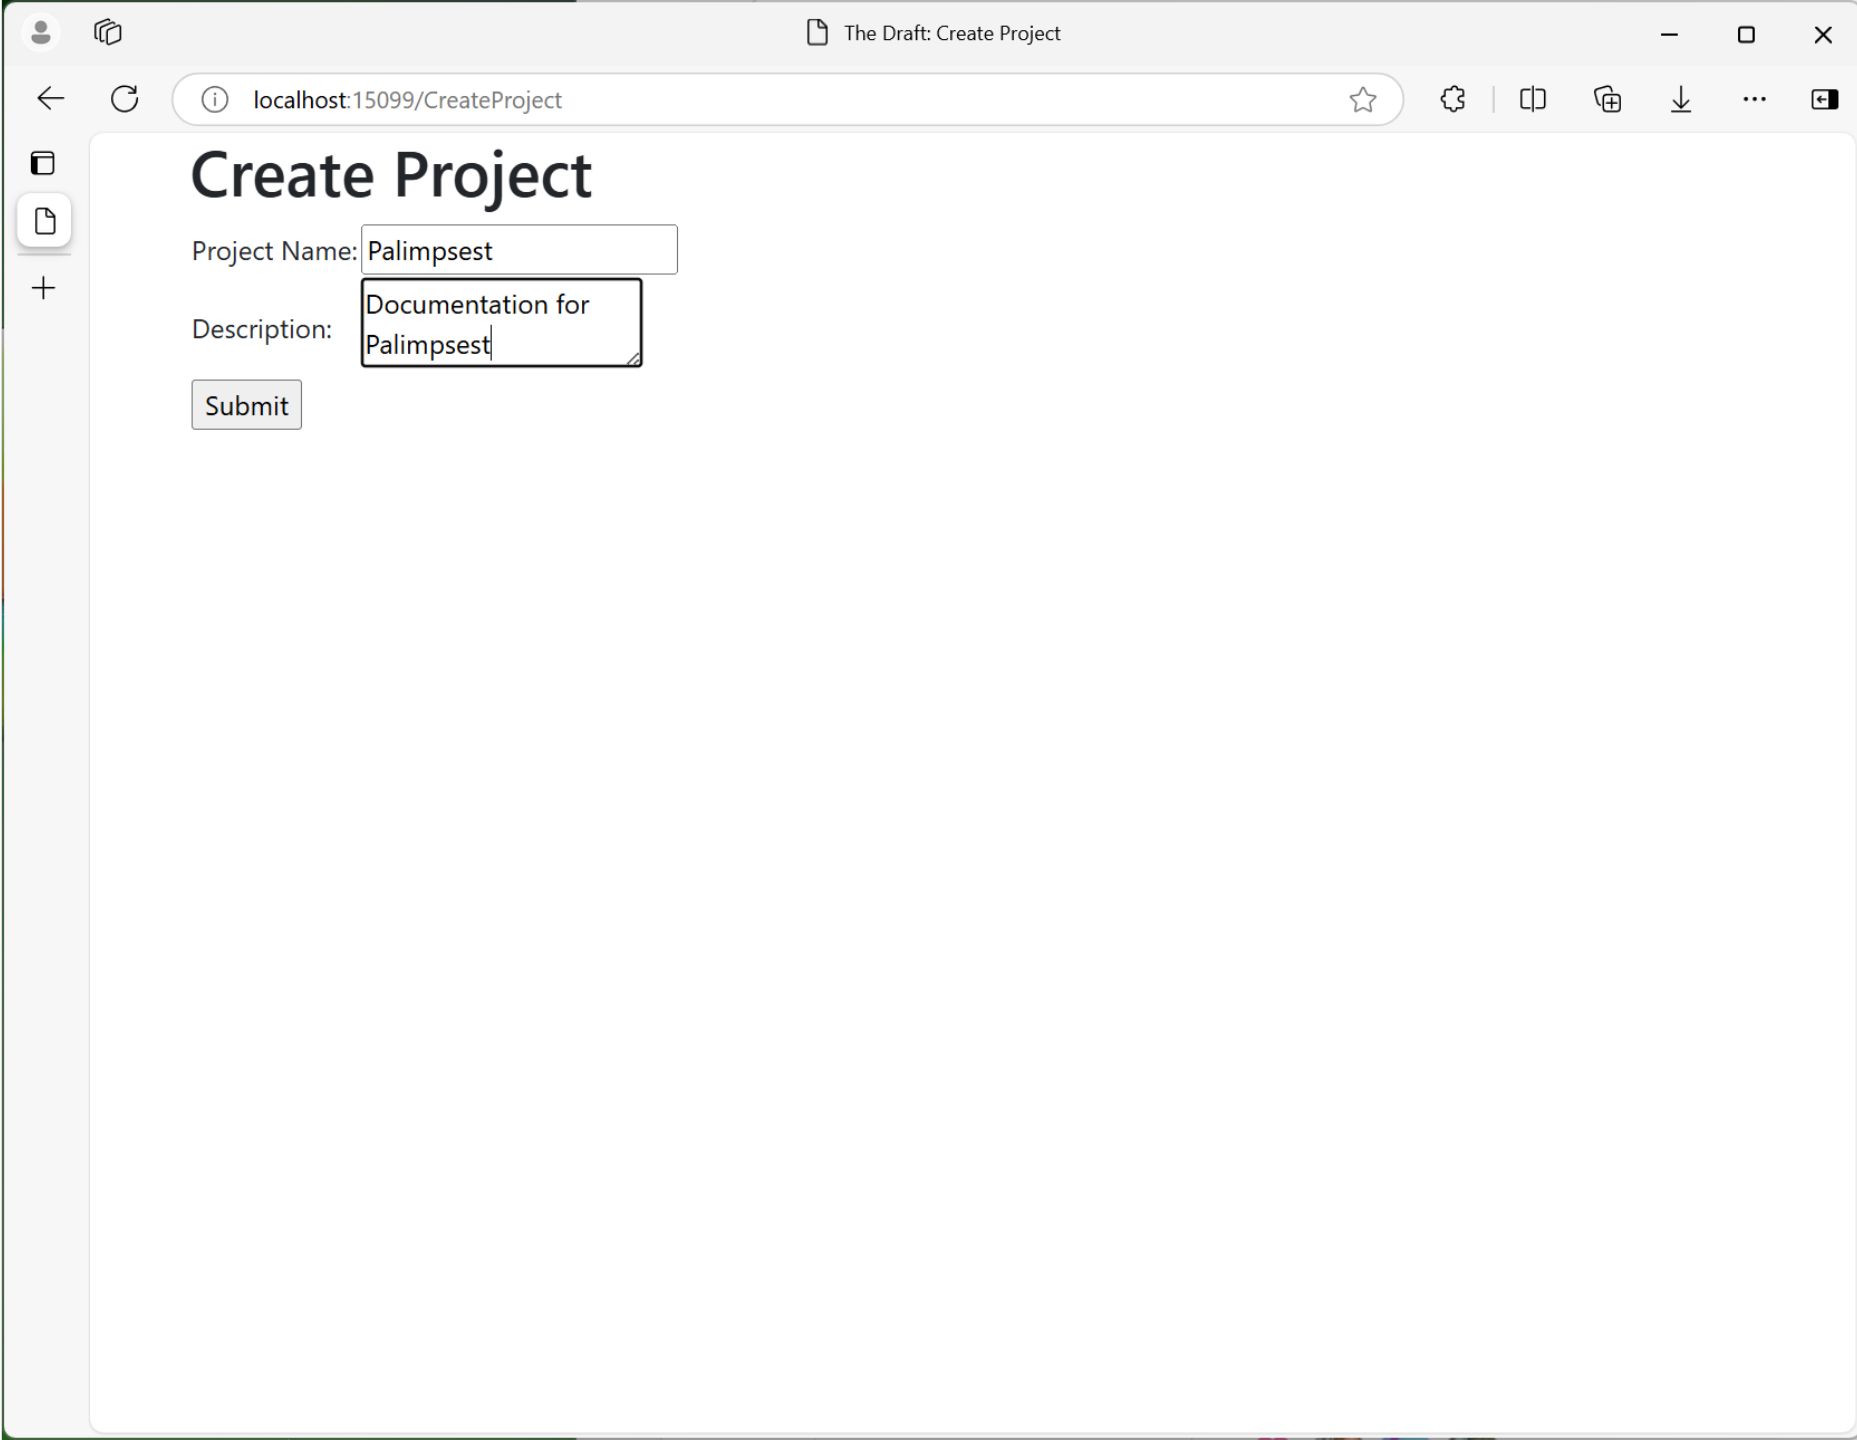 The Draft: Create Project
localhost:15099/CreateProject
Create Project
Project Name: Palimpsest
Description: Documentation for
Palimpsest
Submit